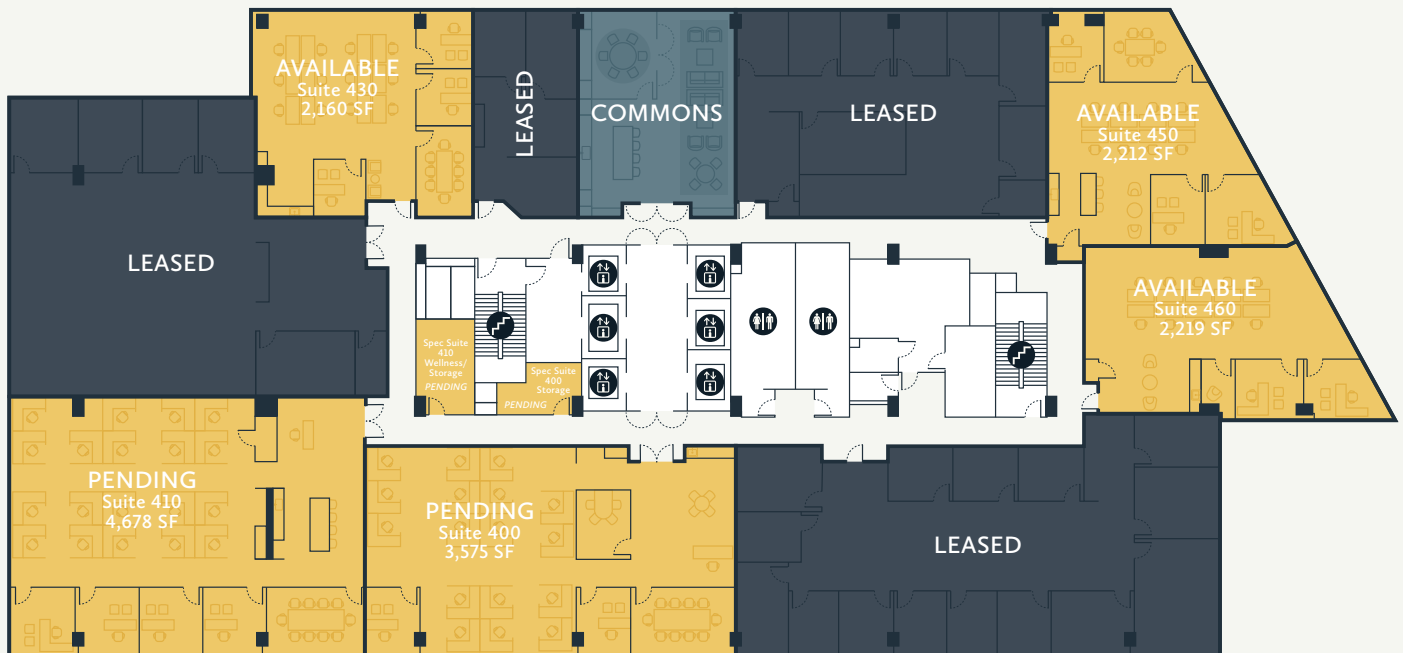 AVAILABLE
Suite 430
2,160 SF
LEASED
COMMONS
LEASED
AVAILABLE
Suite 450
2,212 SF
LEASED
AVAILABLE
Suite 460
2,219 SF
Spec Suite
410
Wellness/
Storage
PENDING
Spec Suite
400
Storage
PENDING
PENDING
Suite 410
4,678 SF
PENDING
Suite 400
3,575 SF
LEASED